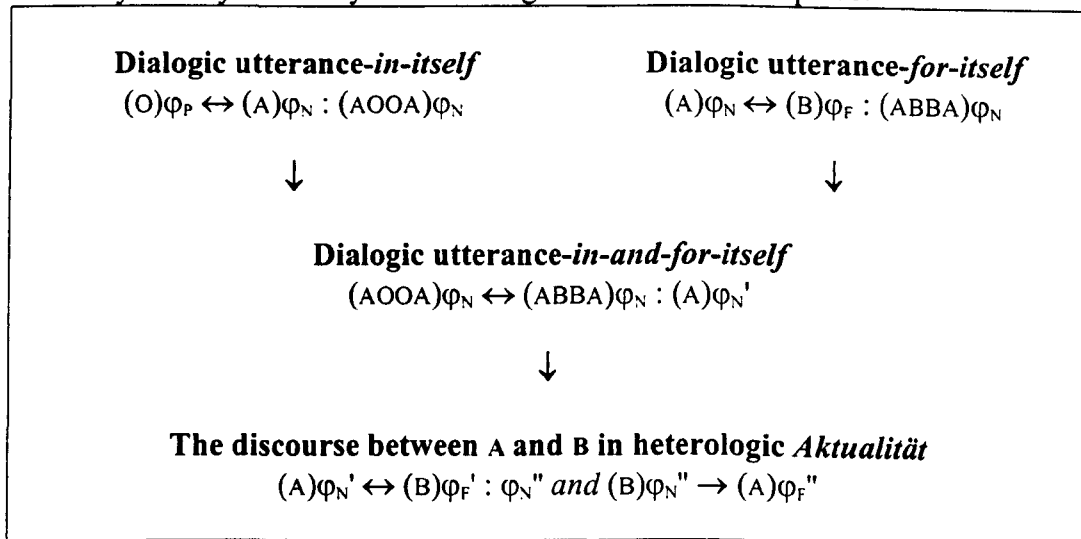 Dialogic utterance-in-itself
(O)φP ↔ (A)φN : (AOOA)φN
Dialogic utterance-for-itself
(A)φN ↔ (B)φF : (ABBA)φN
↓ ↓
Dialogic utterance-in-and-for-itself
(AOOA)φN ↔ (ABBA)φN : (A)φN'
↓
The discourse between A and B in heterologic Aktualität
(A)φN' ↔ (B)φF' : φN" and (B)φN" → (A)φF"